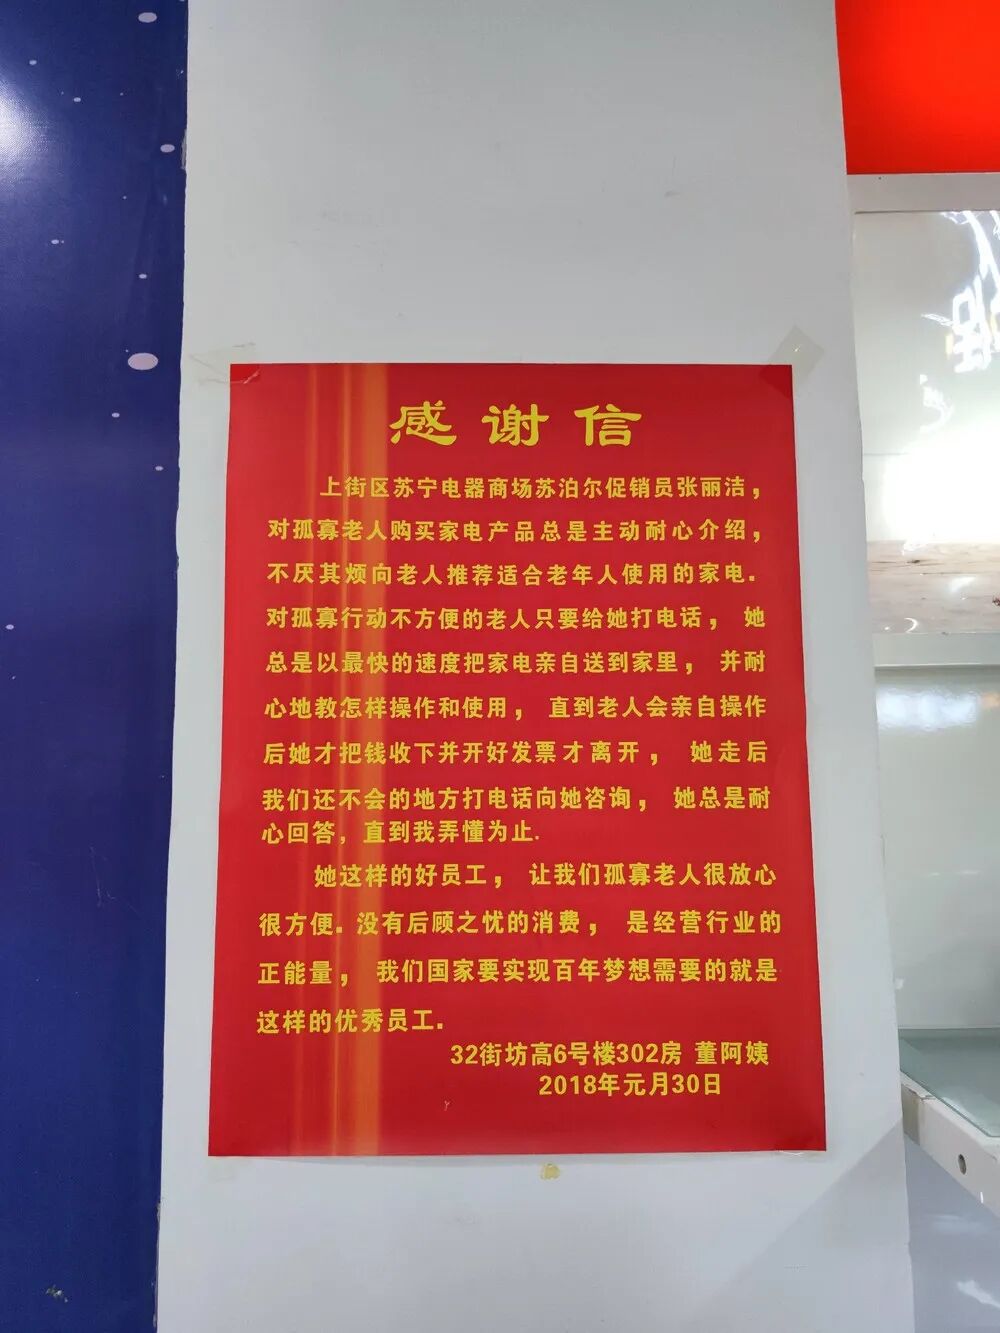 感谢信
上街区苏宁电器商场苏泊尔促销员张丽洁，
对孤寡老人购买家电产品总是主动耐心介绍，
不厌其烦向老人推荐适合老年人使用的家电.
对孤寡行动不方便的老人只要给她打电话， 她
总是以最快的速度把家电亲自送到家里， 并耐
心地教怎样操作和使用， 直到老人会亲自操作
后她才把钱收下并开好发票才离开， 她走后
我们还不会的地方打电话向她咨询， 她总是耐
心回答，直到我弄懂为止.
她这样的好员工， 让我们孤寡老人很放心
很方便. 没有后顾之忧的消费， 是经营行业的
正能量， 我们国家要实现百年梦想需要的就是
这样的优秀员工.
32街坊高6号楼302房 董阿姨
2018年元月30日